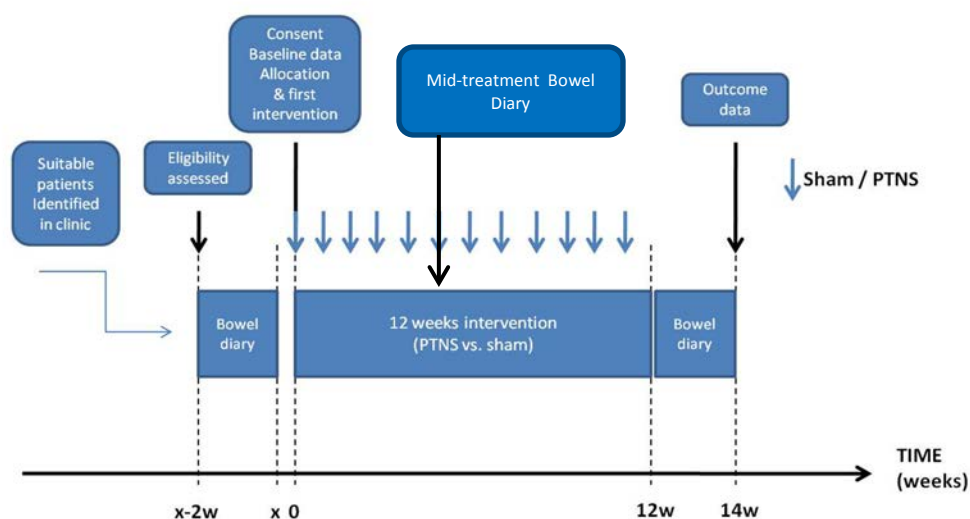 Suitable
patients
Identified
in clinic
Eligibility
assessed
Consent
Baseline data
Allocation
& first
intervention
Mid-treatment Bowel
Diary
Outcome
data
Sham / PTNS
Bowel
diary
12 weeks intervention
(PTNS vs. sham)
Bowel
diary
TIME
(weeks)
x-2w
x
0
12w
14w